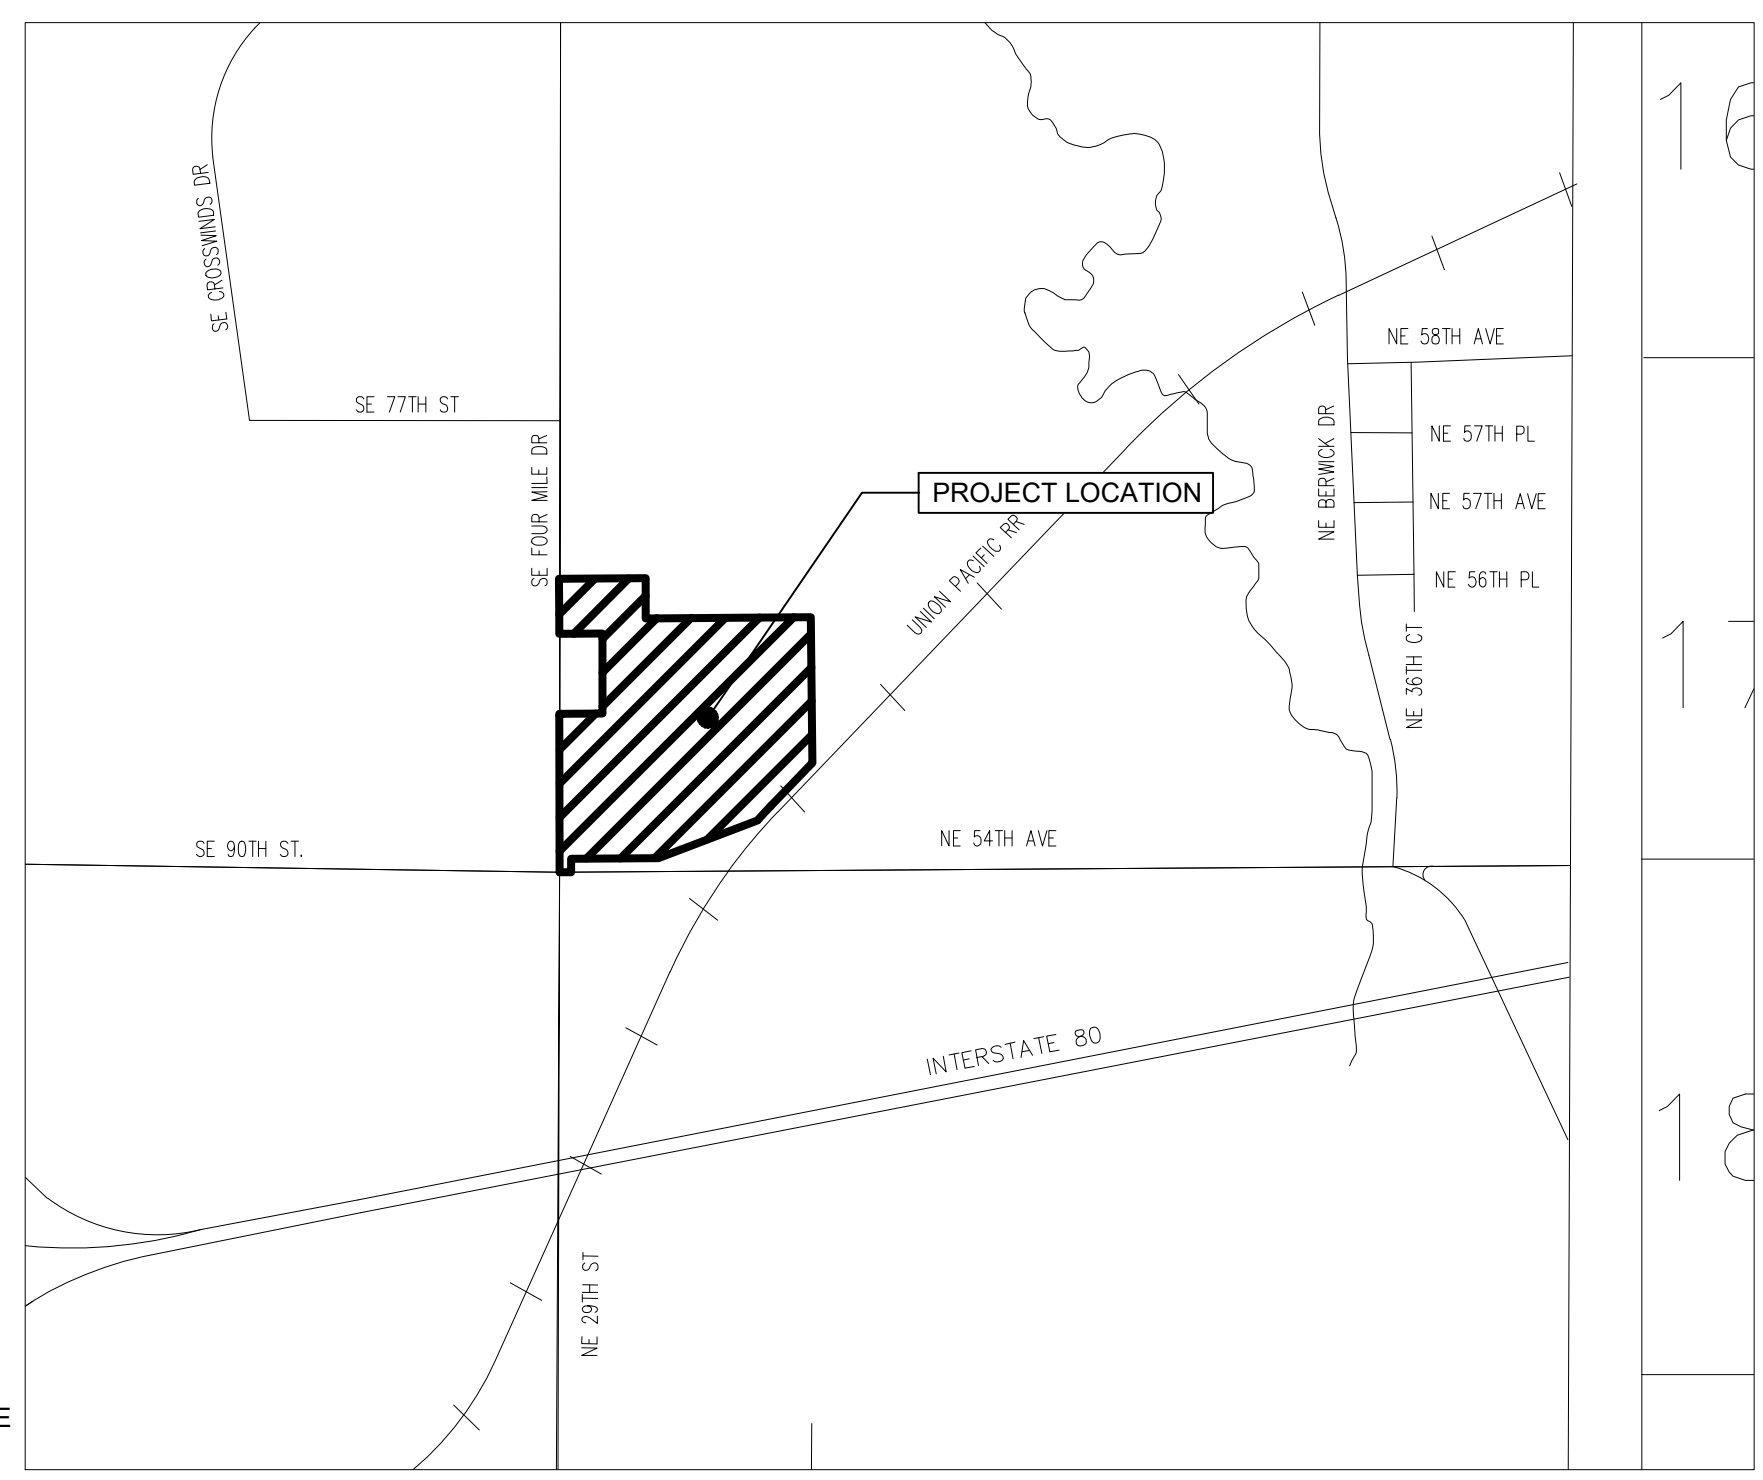 16
SE CROSSWINDS DR
NE 58TH AVE
SE 77TH ST
SE FOUR MILE DR
NE BERWICK DR
NE 57TH PL
PROJECT LOCATION
NE 57TH AVE
UNION PACIFIC RR
NE 56TH PL
NE 36TH CT
17
SE 90TH ST.
NE 54TH AVE
INTERSTATE 80
18
NE 29TH ST
E